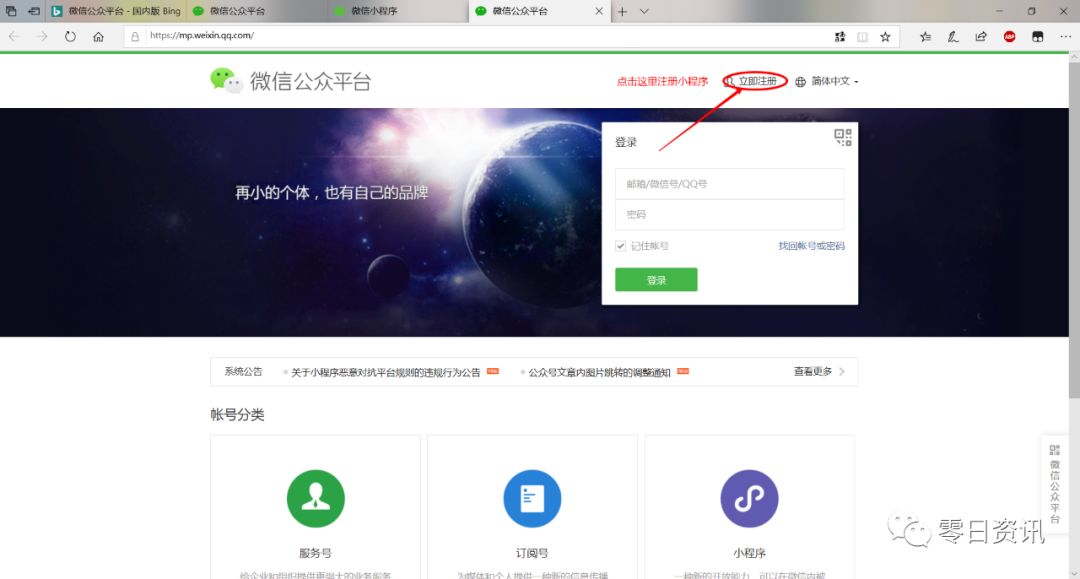 微信公众平台 - 国内版 Bing
微信公众平台
微信小程序
微信公众平台
https://mp.weixin.qq.com/
ABP
微信公众平台
点击这里注册小程序
立即注册
简体中文
再小的个体，也有自己的品牌
登录
邮箱/微信号/QQ号
密码
记住帐号
找回帐号或密码
登录
系统公告
关于小程序恶意对抗平台规则的违规行为公告
公众号文章内图片跳转的调整通知
查看更多
帐号分类
服务号
订阅号
小程序
给企业和组织提供更强大的业务服务
为媒体和个人提供一种新的信息传播
一种新的开放能力，可以在微信内被
微信公众平台
零日资讯